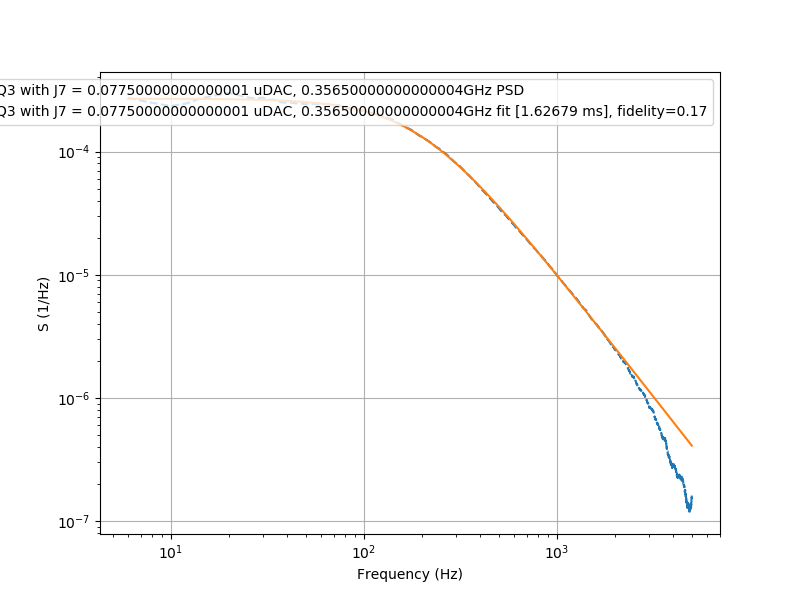 Q3 with J7 = 0.07750000000000001 uDAC, 0.35650000000000004GHz PSD
Q3 with J7 = 0.07750000000000001 uDAC, 0.35650000000000004GHz fit [1.62679 ms], fidelity=0.17
10⁻⁴
10⁻⁵
10⁻⁶
10⁻⁷
S (1/Hz)
10¹ 10² 10³
Frequency (Hz)